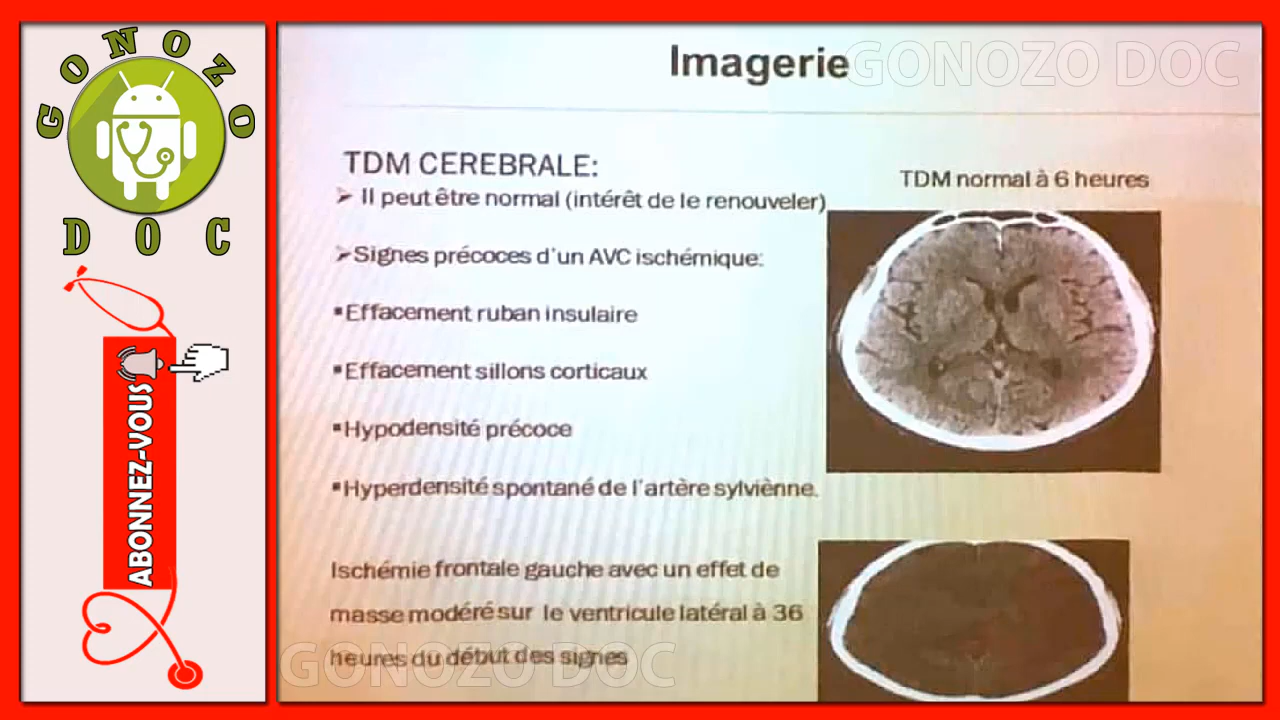 GONOZO
DOC
ABONNEZ-VOUS
Imagerie
GONOZO DOC
TDM CEREBRALE:
TDM normal à 6 heures
➢ Il peut être normal (intérêt de le renouveler)
➢Signes précoces d'un AVC ischémique:
▪Effacement ruban insulaire
▪Effacement sillons corticaux
▪Hypodensité précoce
▪Hyperdensité spontané de l'artère sylviènne.
Ischémie frontale gauche avec un effet de
masse modéré sur le ventricule latéral à 36
heures du début des signes
GONOZO DOC